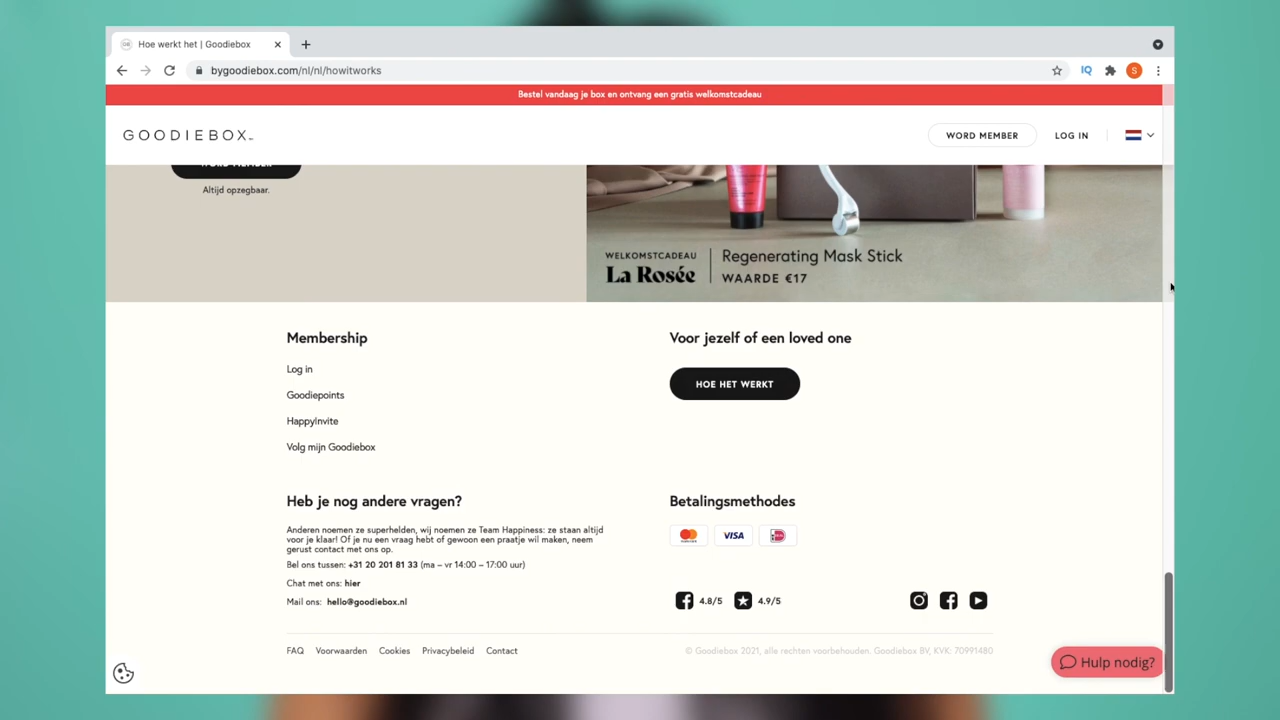 Hoe werkt het | Goodiebox
bygoodiebox.com/nl/nl/howitworks
IQ
S
Bestel vandaag je box en ontvang een gratis welkomstcadeau
GOODIEBOX
WORD MEMBER
LOG IN
WORD MEMBER
Altijd opzegbaar.
WELKOMSTCADEAU
La Rosée
Regenerating Mask Stick
WAARDE €17
Membership
Log in
Goodiepoints
HappyInvite
Volg mijn Goodiebox
Voor jezelf of een loved one
HOE HET WERKT
Heb je nog andere vragen?
Anderen noemen ze superhelden, wij noemen ze Team Happiness: ze staan altijd
voor je klaar! Of je nu een vraag hebt of gewoon een praatje wil maken, neem
gerust contact met ons op.
Bel ons tussen: +31 20 201 81 33 (ma – vr 14:00 – 17:00 uur)
Chat met ons: hier
Mail ons: hello@goodiebox.nl
Betalingsmethodes
VISA
4.8/5
4.9/5
FAQ Voorwaarden Cookies Privacybeleid Contact
© Goodiebox 2021, alle rechten voorbehouden. Goodiebox BV, KVK: 70991480
Hulp nodig?